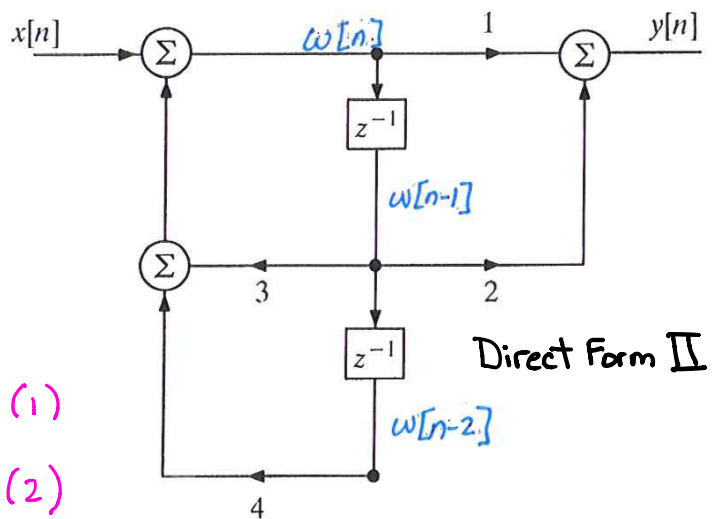 x[n] Σ ω[n] 1 Σ y[n]
z⁻¹
ω[n-1]
Σ 3 2
z⁻¹ Direct Form II
(1) ω[n-2]
(2) 4